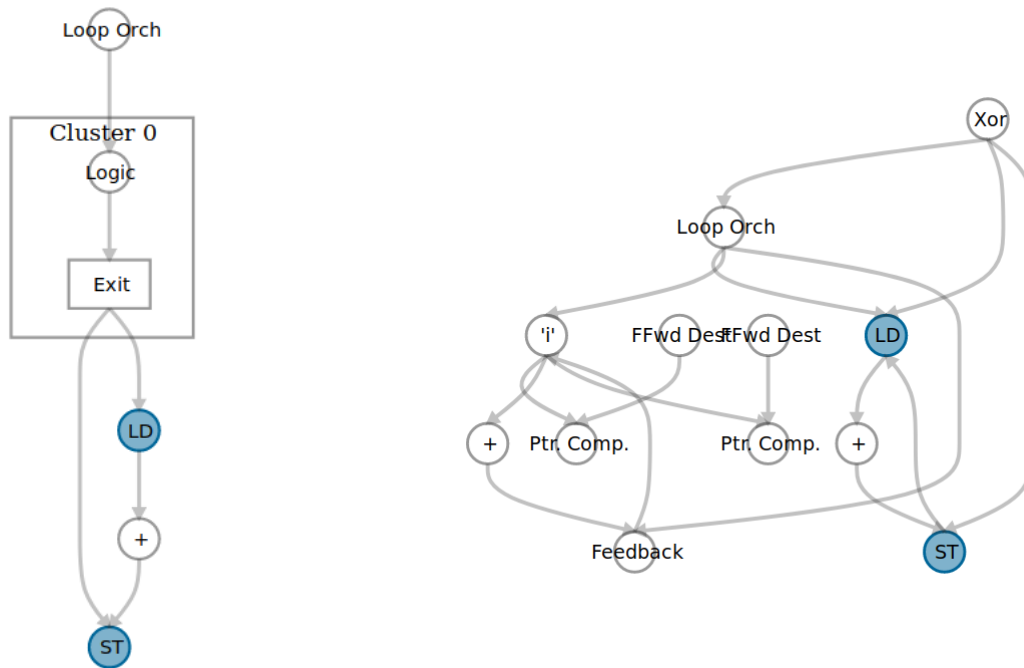 Loop Orch
Cluster 0
Logic
Exit
LD
+
ST
Xor
Loop Orch
'i'
FFwd Dest
FFwd Dest
LD
+
Ptr. Comp.
Ptr. Comp.
+
Feedback
ST